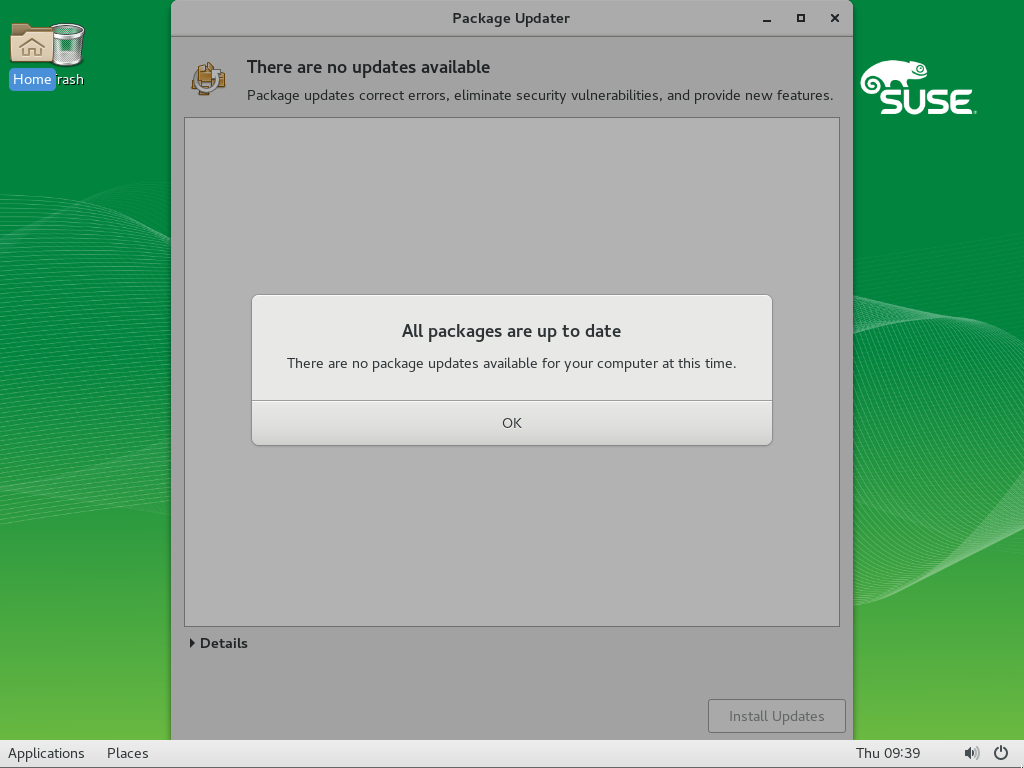 Package Updater
There are no updates available
Package updates correct errors, eliminate security vulnerabilities, and provide new features.
Home
rash
SUSE
All packages are up to date
There are no package updates available for your computer at this time.
OK
Details
Install Updates
Applications
Places
Thu 09:39